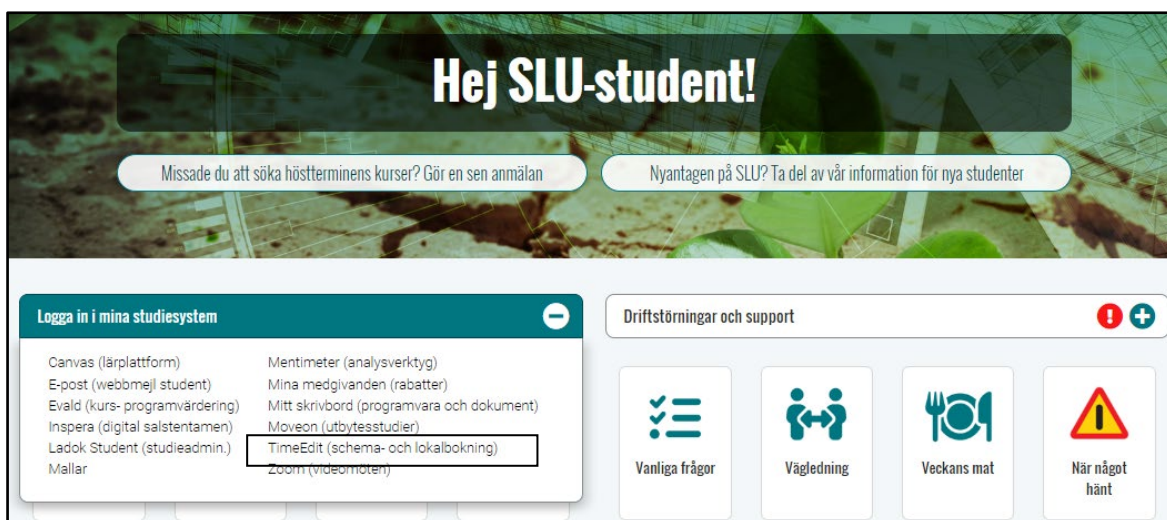 Hej SLU-student!
Missade du att söka höstterminens kurser? Gör en sen anmälan
Nyantagen på SLU? Ta del av vår information för nya studenter
Logga in i mina studiesystem
Canvas (lärplattform)
E-post (webbmejl student)
Evald (kurs- programvärdering)
Inspera (digital salstentamen)
Ladok Student (studieadmin.)
Mallar
Mentimeter (analysverktyg)
Mina medgivanden (rabatter)
Mitt skrivbord (programvara och dokument)
Moveon (utbytesstudier)
TimeEdit (schema- och lokalbokning)
Zoom (videomöten)
Driftstörningar och support
Vanliga frågor
Vägledning
Veckans mat
När något
hänt